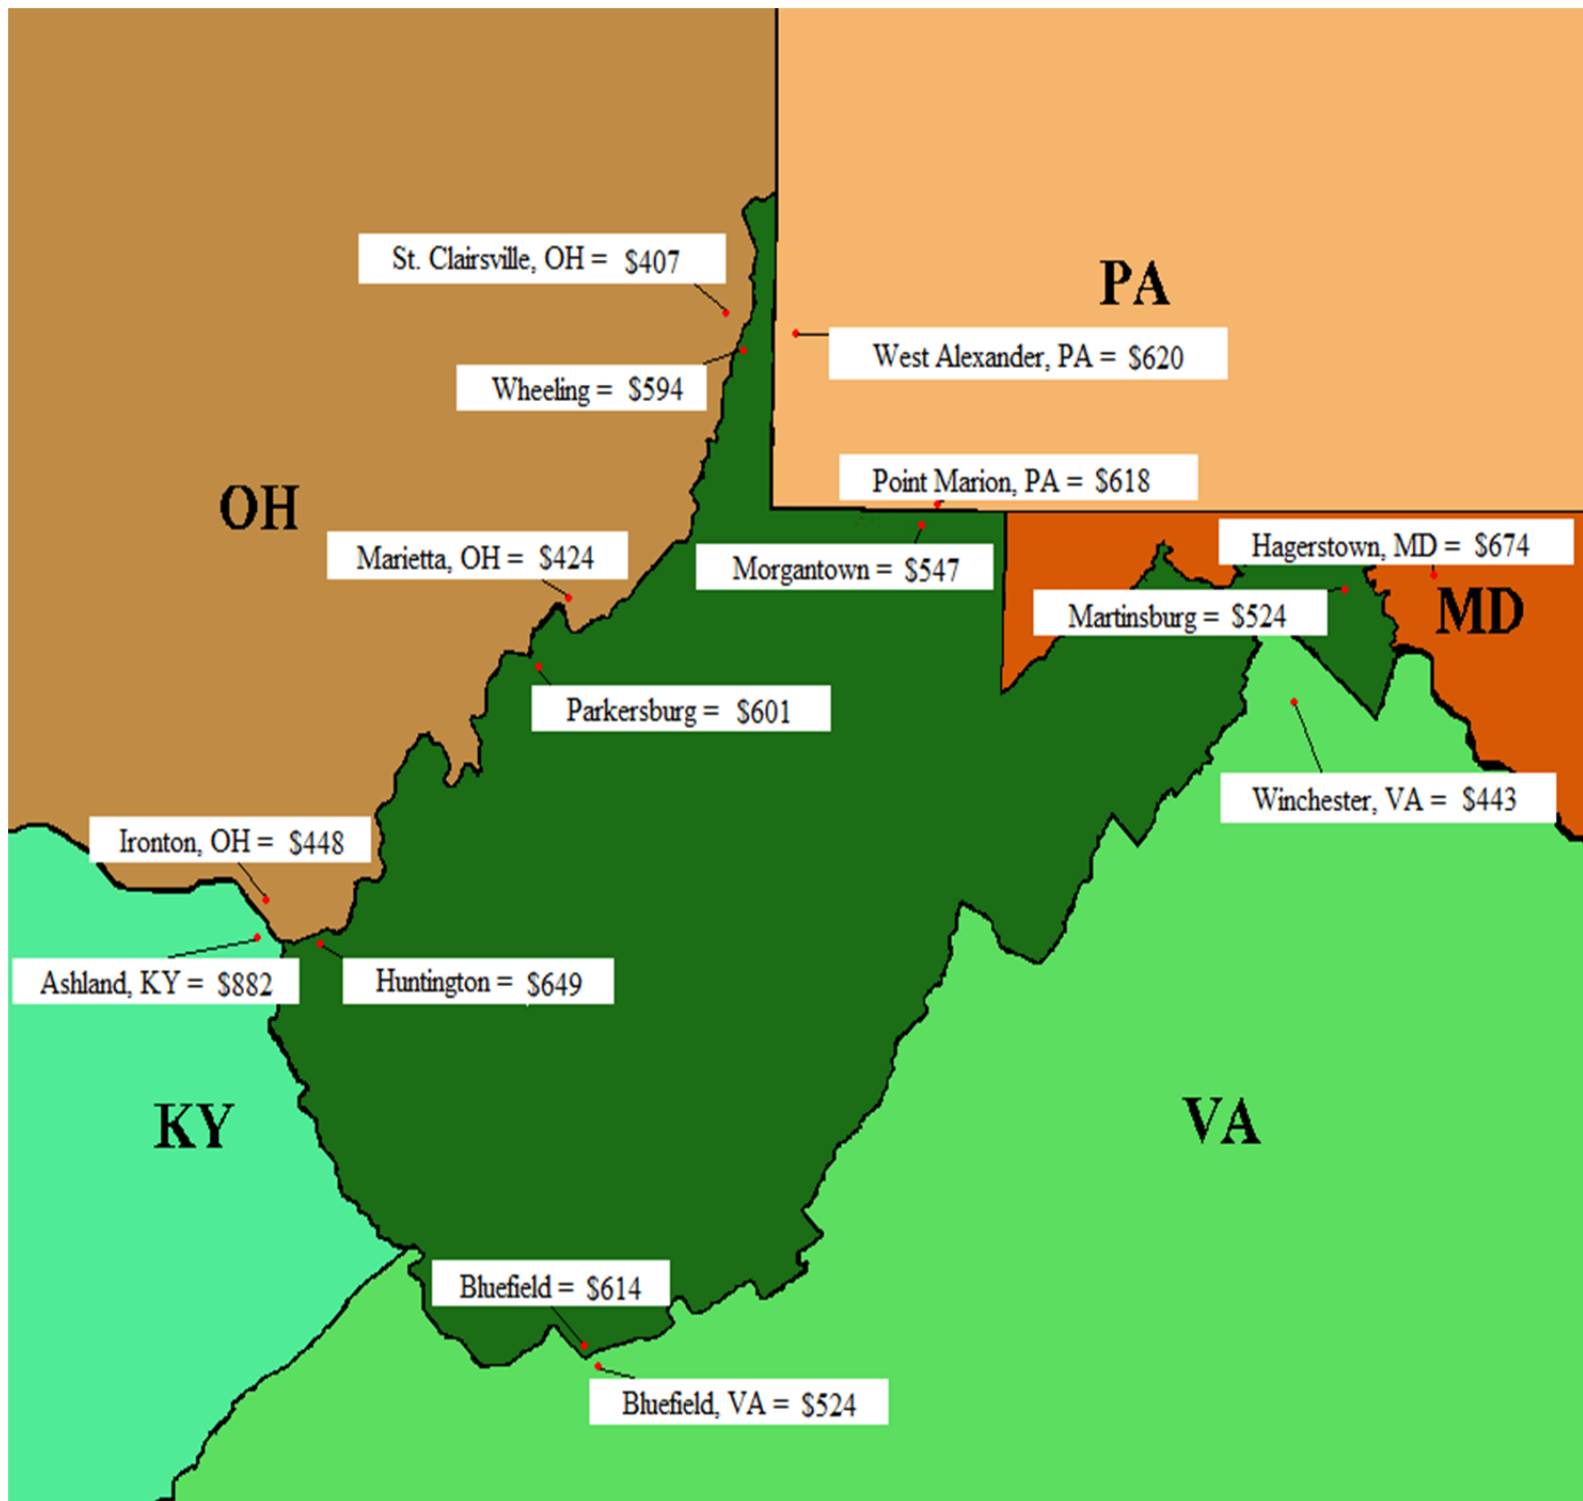 St. Clairsville, OH = $407
PA
West Alexander, PA = $620
Wheeling = $594
Point Marion, PA = $618
OH
Marietta, OH = $424
Morgantown = $547
Hagerstown, MD = $674
MD
Martinsburg = $524
Parkersburg = $601
Winchester, VA = $443
Ironton, OH = $448
Ashland, KY = $882
Huntington = $649
KY
VA
Bluefield = $614
Bluefield, VA = $524